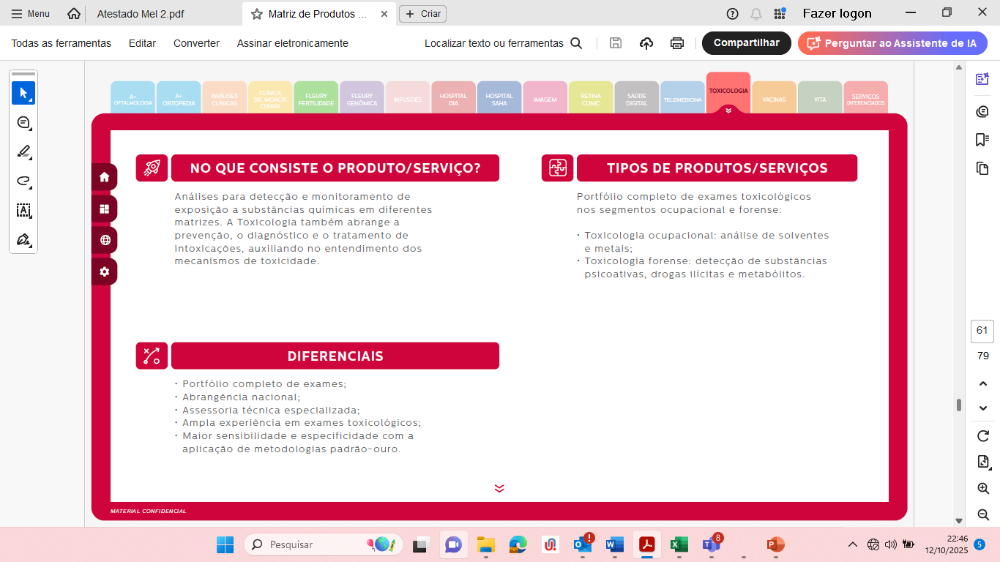 Menu
Atestado Mel 2.pdf
Matriz de Produtos ...
Criar
Fazer logon
Todas as ferramentas
Editar
Converter
Assinar eletronicamente
Localizar texto ou ferramentas
Compartilhar
Perguntar ao Assistente de IA
A+
OFTALMOLOGIA
A+
ORTOPEDIA
ANÁLISES
CLÍNICAS
CLÍNICA
DR. MOACIR
CUNHA
FLEURY
FERTILIDADE
FLEURY
GENÔMICA
INFUSÕES
HOSPITAL
DIA
HOSPITAL
SAHA
IMAGEM
RETINA
CLINIC
SAÚDE
DIGITAL
TELEMEDICINA
TOXICOLOGIA
VACINAS
VITA
SERVIÇOS
DIFERENCIADOS
NO QUE CONSISTE O PRODUTO/SERVIÇO?
Análises para detecção e monitoramento de
exposição a substâncias químicas em diferentes
matrizes. A Toxicologia também abrange a
prevenção, o diagnóstico e o tratamento de
intoxicações, auxiliando no entendimento dos
mecanismos de toxicidade.
TIPOS DE PRODUTOS/SERVIÇOS
Portfólio completo de exames toxicológicos
nos segmentos ocupacional e forense:
• Toxicologia ocupacional: análise de solventes
e metais;
• Toxicologia forense: detecção de substâncias
psicoativas, drogas ilícitas e metabólitos.
DIFERENCIAIS
• Portfólio completo de exames;
• Abrangência nacional;
• Assessoria técnica especializada;
• Ampla experiência em exames toxicológicos;
• Maior sensibilidade e especificidade com a
aplicação de metodologias padrão-ouro.
MATERIAL CONFIDENCIAL
61
79
Pesquisar
8
22:46
12/10/2025
5